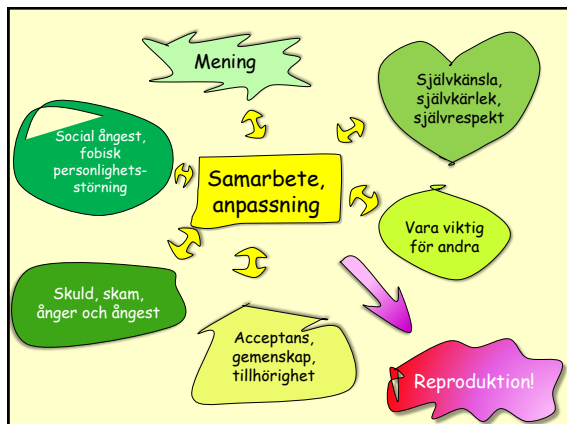 Mening
Självkänsla,
självkärlek,
självrespekt
Social ångest,
fobisk
personlighets-
störning
Samarbete,
anpassning
Vara viktig
för andra
Skuld, skam,
ånger och ångest
Acceptans,
gemenskap,
tillhörighet
Reproduktion!